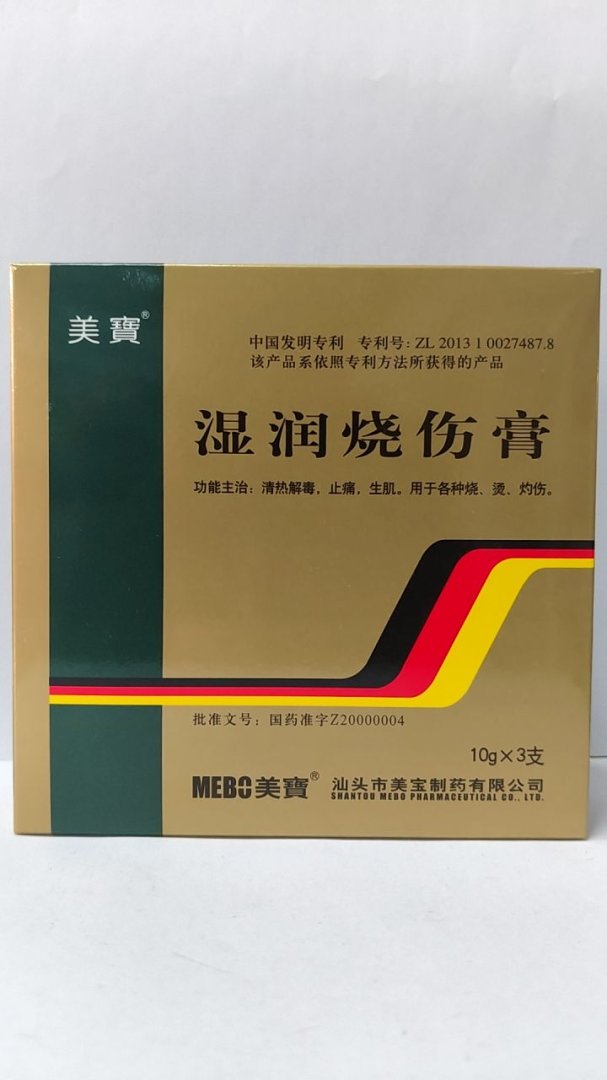 美寶®
中国发明专利 专利号：ZL 2013 1 0027487.8
该产品系依照专利方法所获得的产品
湿润烧伤膏
功能主治：清热解毒，止痛，生肌。用于各种烧、烫、灼伤。
批准文号：国药准字Z20000004
10g×3支
MEBO美寶® 汕头市美宝制药有限公司
SHANTOU MEBO PHARMACEUTICAL CO., LTD.